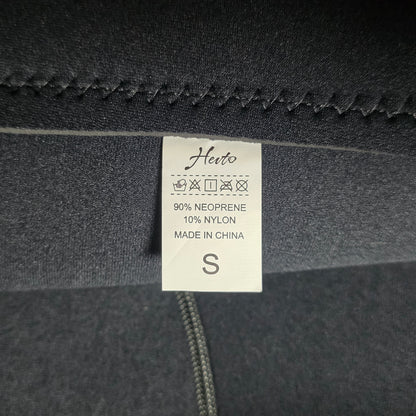 Hevto
90% NEOPRENE
10% NYLON
MADE IN CHINA
S